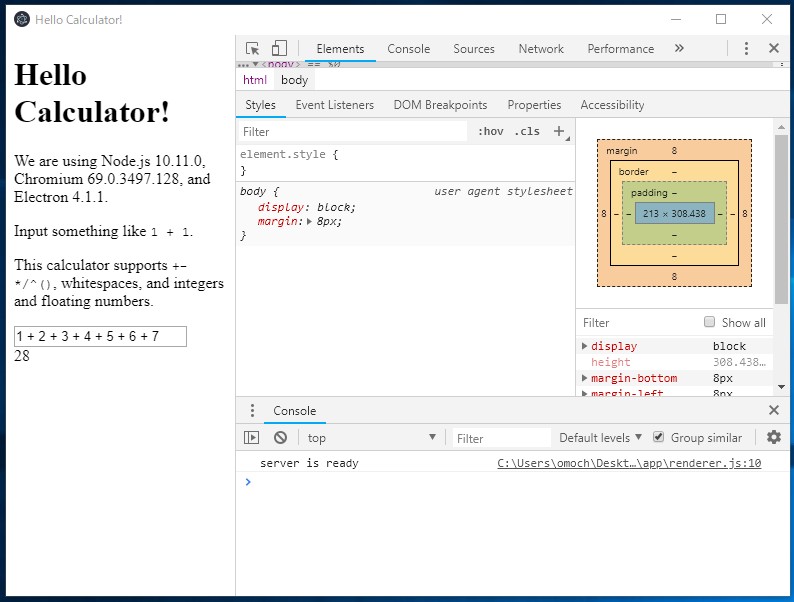 Hello Calculator!
Hello
Calculator!
We are using Node.js 10.11.0,
Chromium 69.0.3497.128, and
Electron 4.1.1.
Input something like 1 + 1.
This calculator supports +-
*/^(), whitespaces, and integers
and floating numbers.
1 + 2 + 3 + 4 + 5 + 6 + 7
28
Elements Console Sources Network Performance »
…▾<body> == $0
html body
Styles Event Listeners DOM Breakpoints Properties Accessibility
Filter :hov .cls +
element.style {
}
body { user agent stylesheet
display: block;
margin: 8px;
}
margin 8
border –
padding –
8 – – 213 × 308.438 – – 8
–
–
8
Filter Show all
display block
height 308.438…
margin-bottom 8px
margin-left 8px
Console
top Filter Default levels Group similar
server is ready C:\Users\omoch\Deskt…\app\renderer.js:10